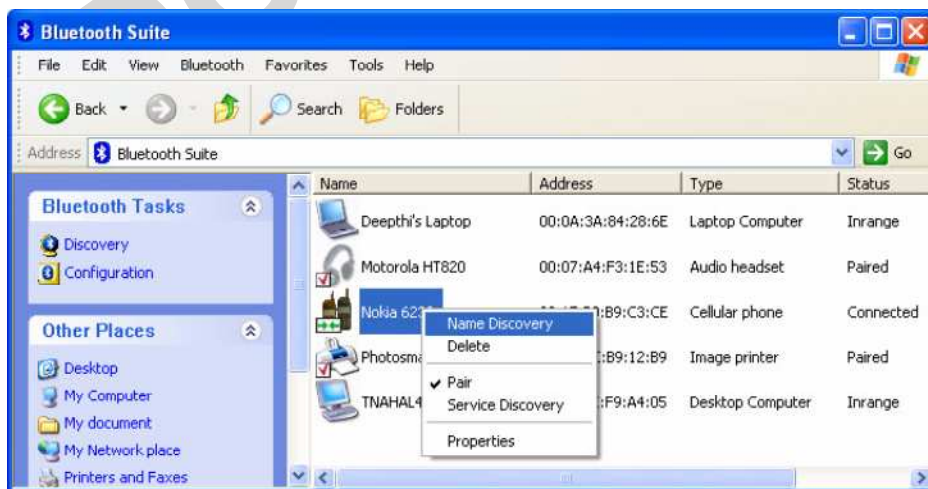 Bluetooth Suite
File Edit View Bluetooth Favorites Tools Help
Back Search Folders
Address Bluetooth Suite Go
Bluetooth Tasks
Discovery
Configuration
Other Places
Desktop
My Computer
My document
My Network place
Printers and Faxes
Name Address Type Status
Deepthi's Laptop 00:0A:3A:84:28:6E Laptop Computer Inrange
Motorola HT820 00:07:A4:F3:1E:53 Audio headset Paired
Nokia :B9:C3:CE Cellular phone Connected
:B9:12:B9 Image printer Paired
:F9:A4:05 Desktop Computer Inrange
Name Discovery
Delete
Pair
Service Discovery
Properties